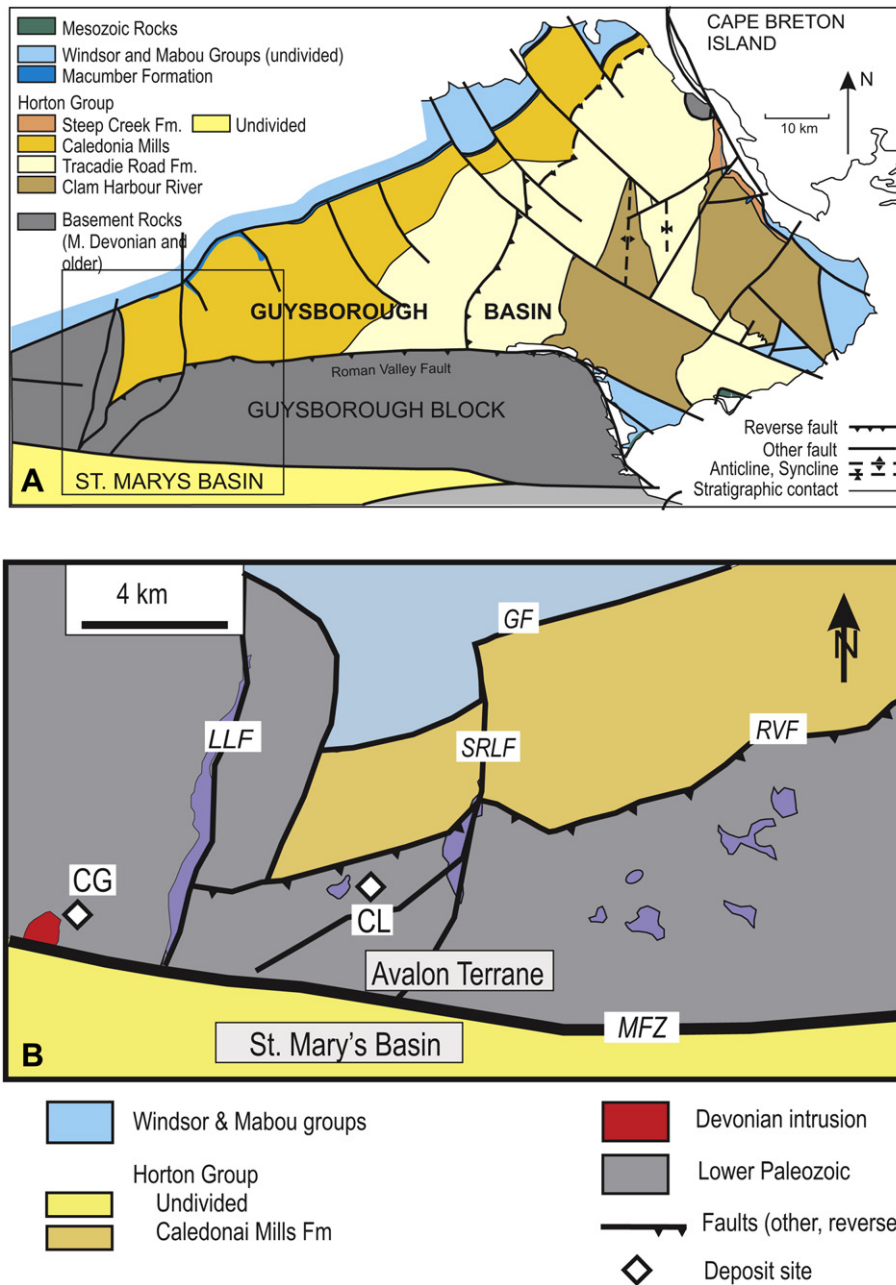 CAPE BRETON
ISLAND
N
10 km
Mesozoic Rocks
Windsor and Mabou Groups (undivided)
Macumber Formation
Horton Group
Steep Creek Fm.
Undivided
Caledonia Mills
Tracadie Road Fm.
Clam Harbour River
Basement Rocks
(M. Devonian and
older)
GUYSBOROUGH BASIN
Roman Valley Fault
GUYSBOROUGH BLOCK
ST. MARYS BASIN
A
Reverse fault
Other fault
Anticline, Syncline
Stratigraphic contact
4 km
N
GF
LLF
SRLF
RVF
CG
CL
Avalon Terrane
MFZ
St. Mary's Basin
B
Windsor & Mabou groups
Horton Group
Undivided
Caledonai Mills Fm
Devonian intrusion
Lower Paleozoic
Faults (other, reverse
Deposit site